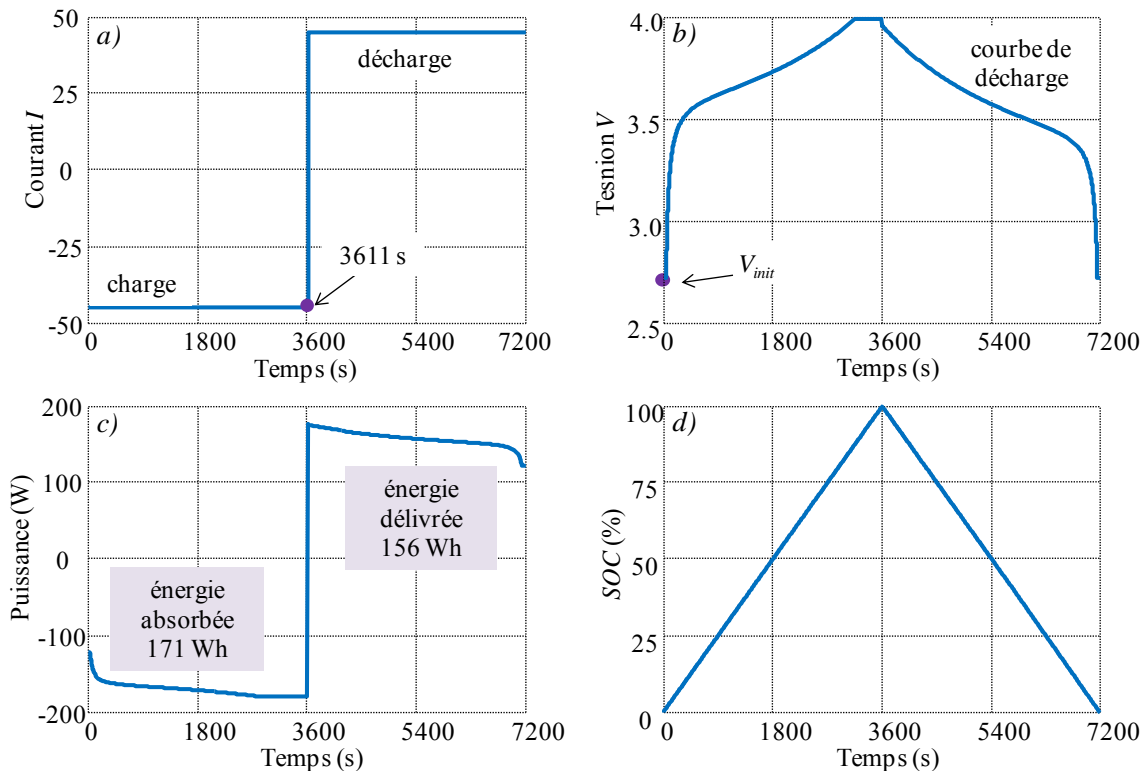 a)
50
25
0
-25
-50
Courant I
décharge
charge
3611 s
0 1800 3600 5400 7200
Temps (s)
b)
4.0
3.5
3.0
2.5
Tesnion V
courbe de
décharge
V init
0 1800 3600 5400 7200
Temps (s)
c)
200
100
0
-100
-200
Puissance (W)
énergie
délivrée
156 Wh
énergie
absorbée
171 Wh
0 1800 3600 5400 7200
Temps (s)
d)
100
75
50
25
0
SOC (%)
0 1800 3600 5400 7200
Temps (s)